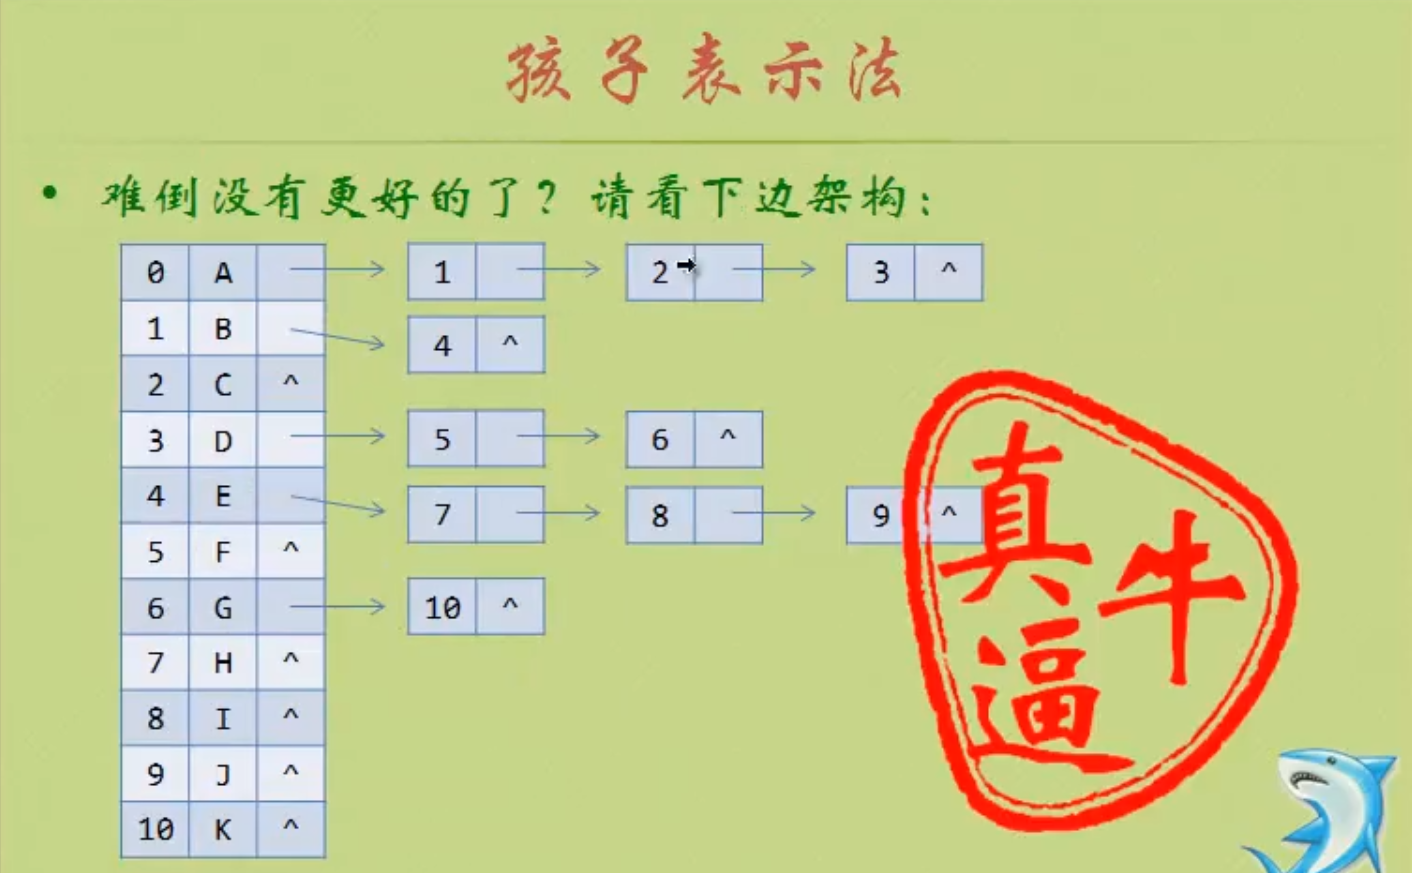 孩子表示法
• 难倒没有更好的了？请看下边架构：
0 A 1 2 3 ^
1 B 4 ^
2 C ^
3 D 5 6 ^
4 E 7 8 9 ^
5 F ^
6 G 10 ^
7 H ^
8 I ^
9 J ^
10 K ^
真牛逼